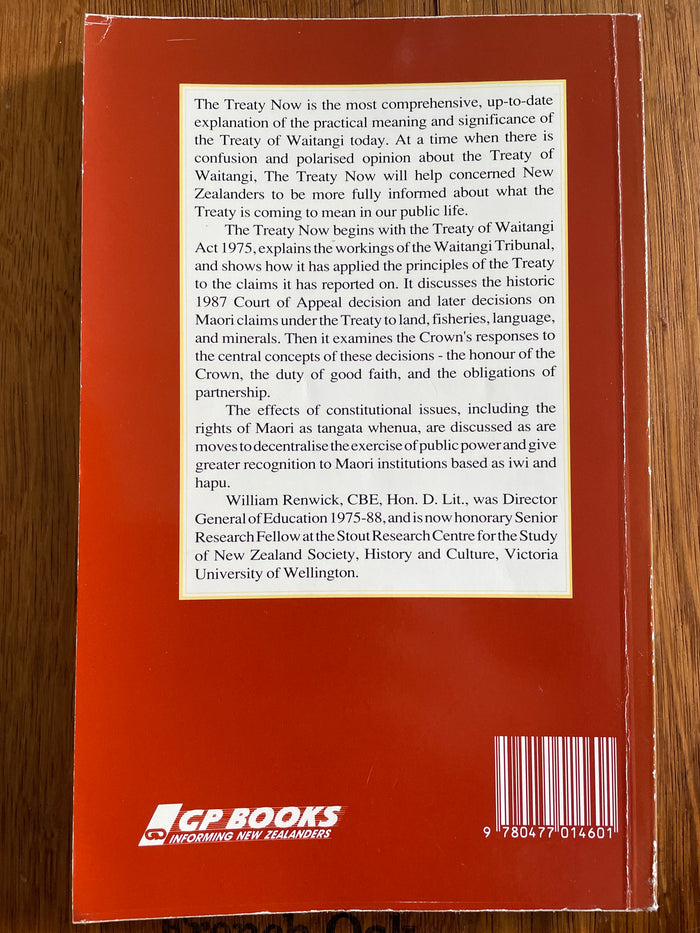 The Treaty Now is the most comprehensive, up-to-date
explanation of the practical meaning and significance of
the Treaty of Waitangi today. At a time when there is
confusion and polarised opinion about the Treaty of
Waitangi, The Treaty Now will help concerned New
Zealanders to be more fully informed about what the
Treaty is coming to mean in our public life.
The Treaty Now begins with the Treaty of Waitangi
Act 1975, explains the workings of the Waitangi Tribunal,
and shows how it has applied the principles of the Treaty
to the claims it has reported on. It discusses the historic
1987 Court of Appeal decision and later decisions on
Maori claims under the Treaty to land, fisheries, language,
and minerals. Then it examines the Crown's responses to
the central concepts of these decisions - the honour of the
Crown, the duty of good faith, and the obligations of
partnership.
The effects of constitutional issues, including the
rights of Maori as tangata whenua, are discussed as are
moves to decentralise the exercise of public power and give
greater recognition to Maori institutions based as iwi and
hapu.
William Renwick, CBE, Hon. D. Lit., was Director
General of Education 1975-88, and is now honorary Senior
Research Fellow at the Stout Research Centre for the Study
of New Zealand Society, History and Culture, Victoria
University of Wellington.
GP GP BOOKS
INFORMING NEW ZEALANDERS
9 780477 014601